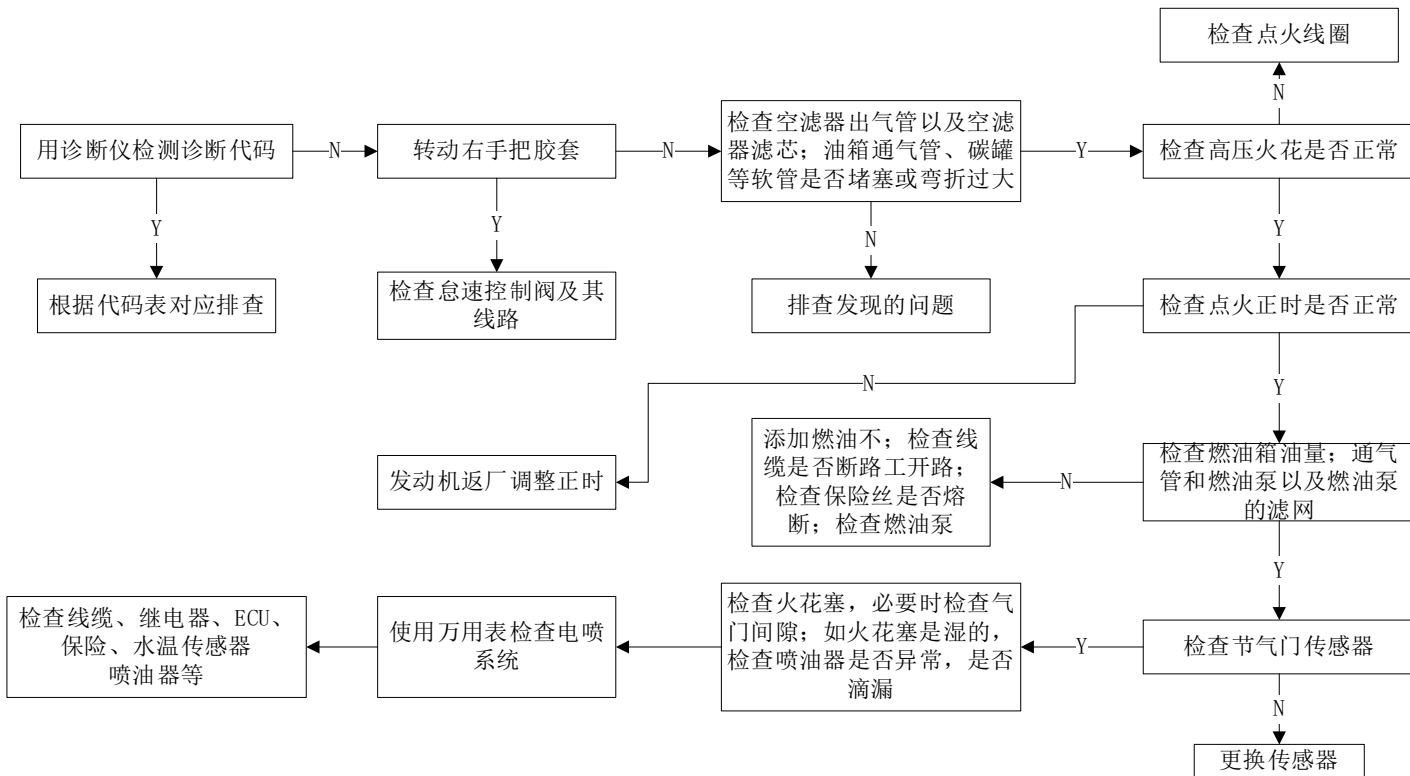 检查点火线圈
N
用诊断仪检测诊断代码
N
转动右手把胶套
N
检查空滤器出气管以及空滤
器滤芯；油箱通气管、碳罐
等软管是否堵塞或弯折过大
Y
检查高压火花是否正常
Y
Y
N
Y
根据代码表对应排查
检查怠速控制阀及其
线路
排查发现的问题
检查点火正时是否正常
N
Y
发动机返厂调整正时
添加燃油不；检查线
缆是否断路工开路；
检查保险丝是否熔
断；检查燃油泵
N
检查燃油箱油量；通气
管和燃油泵以及燃油泵
的滤网
Y
检查线缆、继电器、ECU、
保险、水温传感器
喷油器等
使用万用表检查电喷
系统
检查火花塞，必要时检查气
门间隙；如火花塞是湿的，
检查喷油器是否异常，是否
滴漏
Y
检查节气门传感器
N
更换传感器